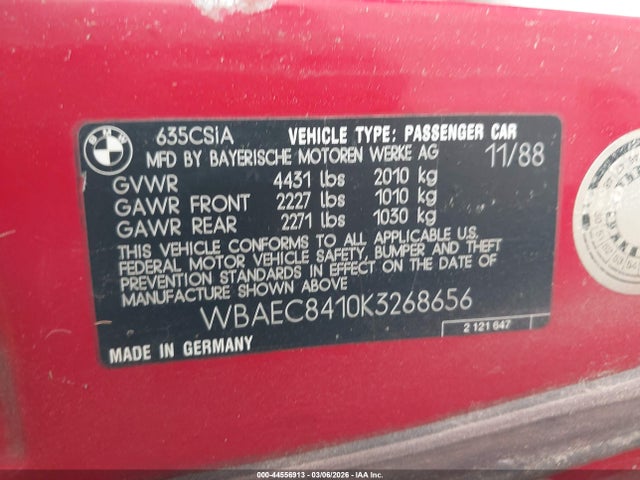 BMW
635CSiA VEHICLE TYPE: PASSENGER CAR
MFD BY BAYERISCHE MOTOREN WERKE AG 11/88
GVWR 4431 lbs 2010 kg
GAWR FRONT 2227 lbs 1010 kg
GAWR REAR 2271 lbs 1030 kg
THIS VEHICLE CONFORMS TO ALL APPLICABLE U.S.
FEDERAL MOTOR VEHICLE SAFETY, BUMPER AND THEFT
PREVENTION STANDARDS IN EFFECT ON THE DATE OF
MANUFACTURE SHOWN ABOVE
WBAEC8410K3268656
2 121 647
MADE IN GERMANY
000-44556913 - 03/06/2026 - IAA Inc.